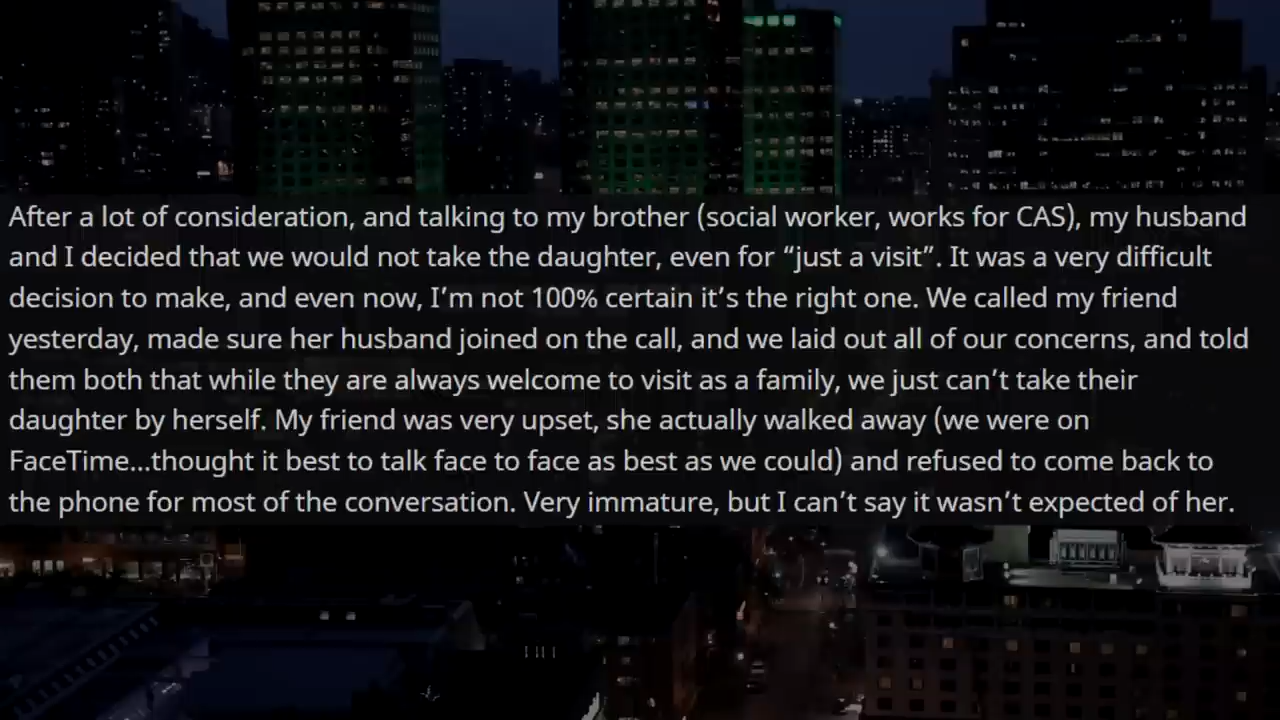 After a lot of consideration, and talking to my brother (social worker, works for CAS), my husband
and I decided that we would not take the daughter, even for “just a visit”. It was a very difficult
decision to make, and even now, I’m not 100% certain it’s the right one. We called my friend
yesterday, made sure her husband joined on the call, and we laid out all of our concerns, and told
them both that while they are always welcome to visit as a family, we just can’t take their
daughter by herself. My friend was very upset, she actually walked away (we were on
FaceTime...thought it best to talk face to face as best as we could) and refused to come back to
the phone for most of the conversation. Very immature, but I can’t say it wasn’t expected of her.